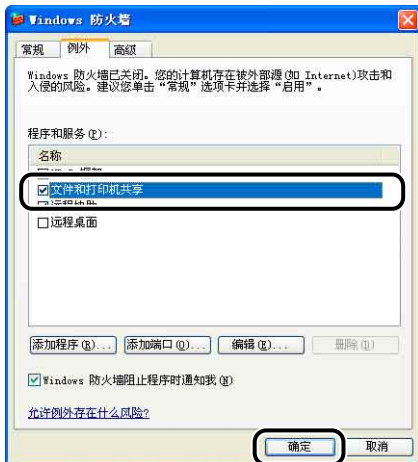 Windows 防火墙
常规 例外 高级
Windows 防火墙已关闭。您的计算机存在被外部源(如 Internet)攻击和
入侵的风险。建议您单击“常规”选项卡并选择“启用”。
程序和服务(P):
名称
文件和打印机共享
远程协助
远程桌面
添加程序(R)... 添加端口(O)... 编辑(E)... 删除(D)
Windows 防火墙阻止程序时通知我(N)
允许例外存在什么风险?
确定 取消